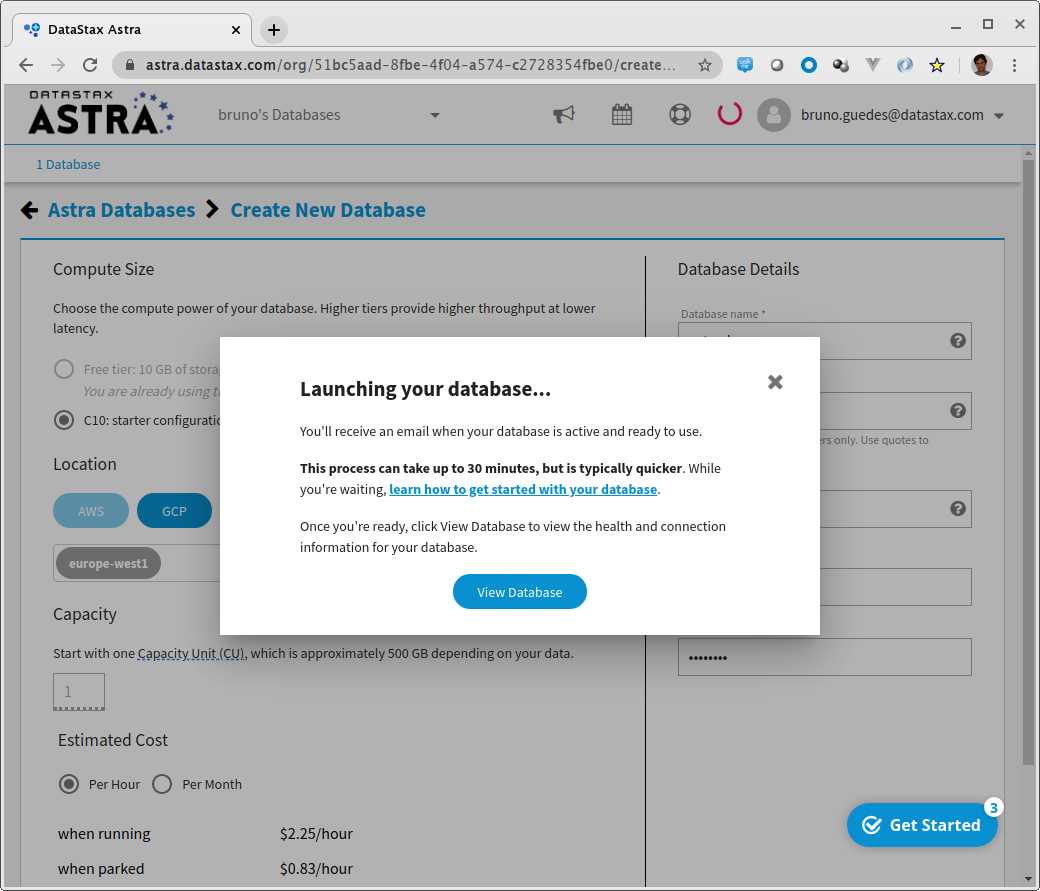 DataStax Astra
astra.datastax.com/org/51bc5aad-8fbe-4f04-a574-c2728354fbe0/create...
DATASTAX
ASTRA
bruno's Databases
bruno.guedes@datastax.com
1 Database
Astra Databases
Create New Database
Compute Size
Choose the compute power of your database. Higher tiers provide higher throughput at lower
latency.
Free tier: 10 GB of
You are already using
C10: starter
Location
AWS
GCP
europe-west1
Capacity
Start with one Capacity Unit (CU), which is approximately 500 GB depending on your data.
1
Estimated Cost
Per Hour
Per Month
when running
$2.25/hour
when parked
$0.83/hour
Database Details
Database name *
only. Use quotes to
••••••••
Launching your database...
You'll receive an email when your database is active and ready to use.
This process can take up to 30 minutes, but is typically quicker. While
you're waiting, learn how to get started with your database.
Once you're ready, click View Database to view the health and connection
information for your database.
View Database
3
Get Started